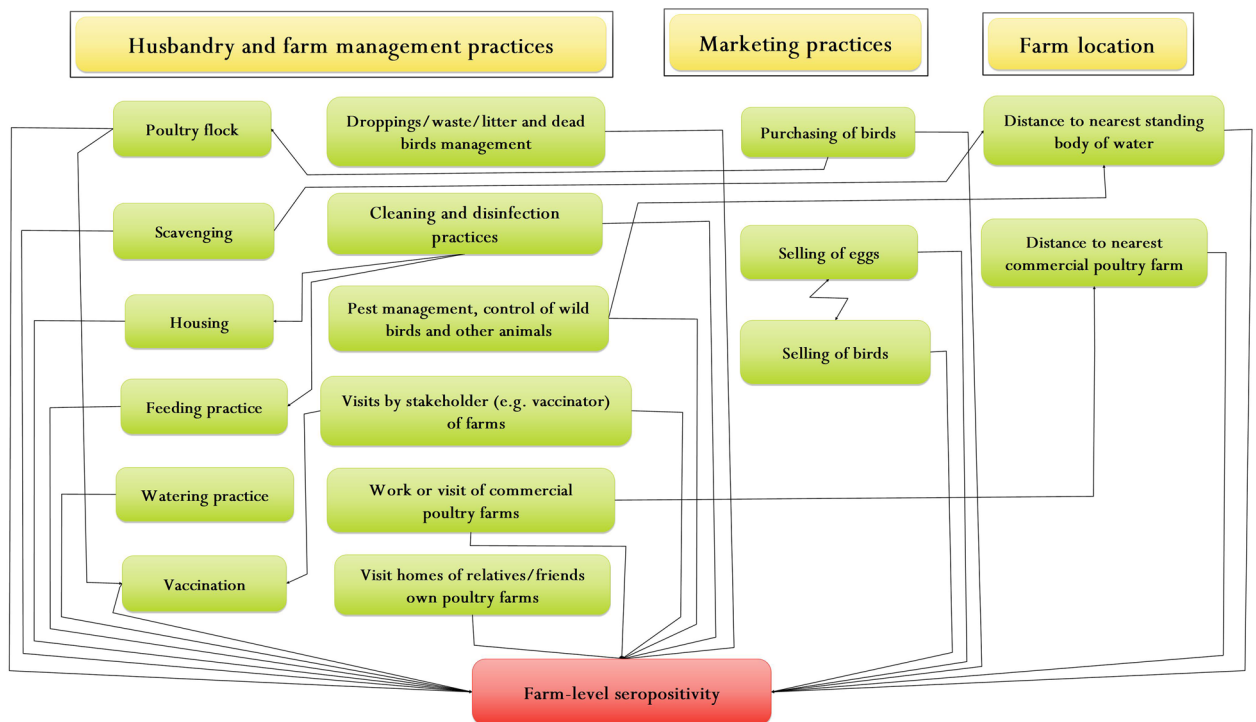 Husbandry and farm management practices
Marketing practices
Farm location
Poultry flock
Droppings/waste/litter and dead
birds management
Purchasing of birds
Distance to nearest standing
body of water
Scavenging
Cleaning and disinfection
practices
Selling of eggs
Distance to nearest
commercial poultry farm
Housing
Pest management, control of wild
birds and other animals
Selling of birds
Feeding practice
Visits by stakeholder (e.g. vaccinator)
of farms
Watering practice
Work or visit of commercial
poultry farms
Vaccination
Visit homes of relatives/friends
own poultry farms
Farm-level seropositivity